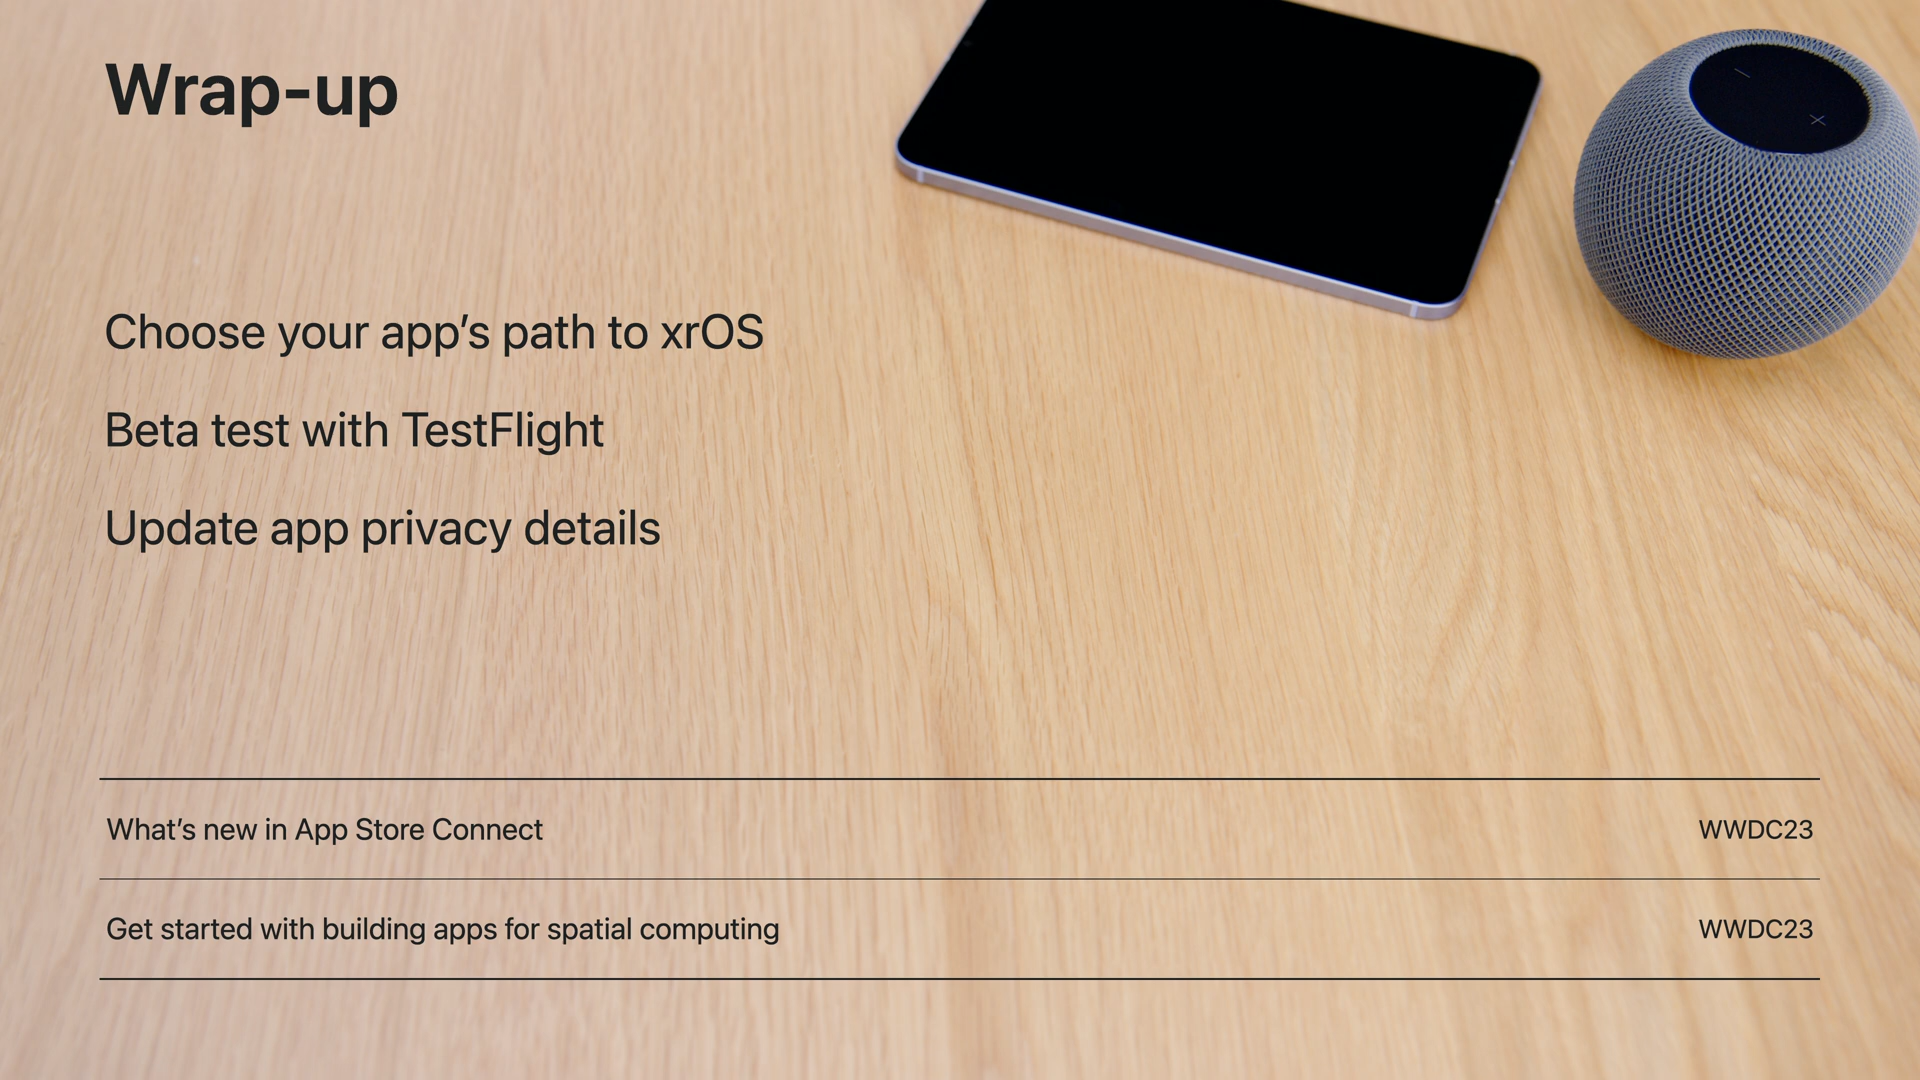 Wrap-up
Choose your app’s path to xrOS
Beta test with TestFlight
Update app privacy details
What’s new in App Store Connect WWDC23
Get started with building apps for spatial computing WWDC23